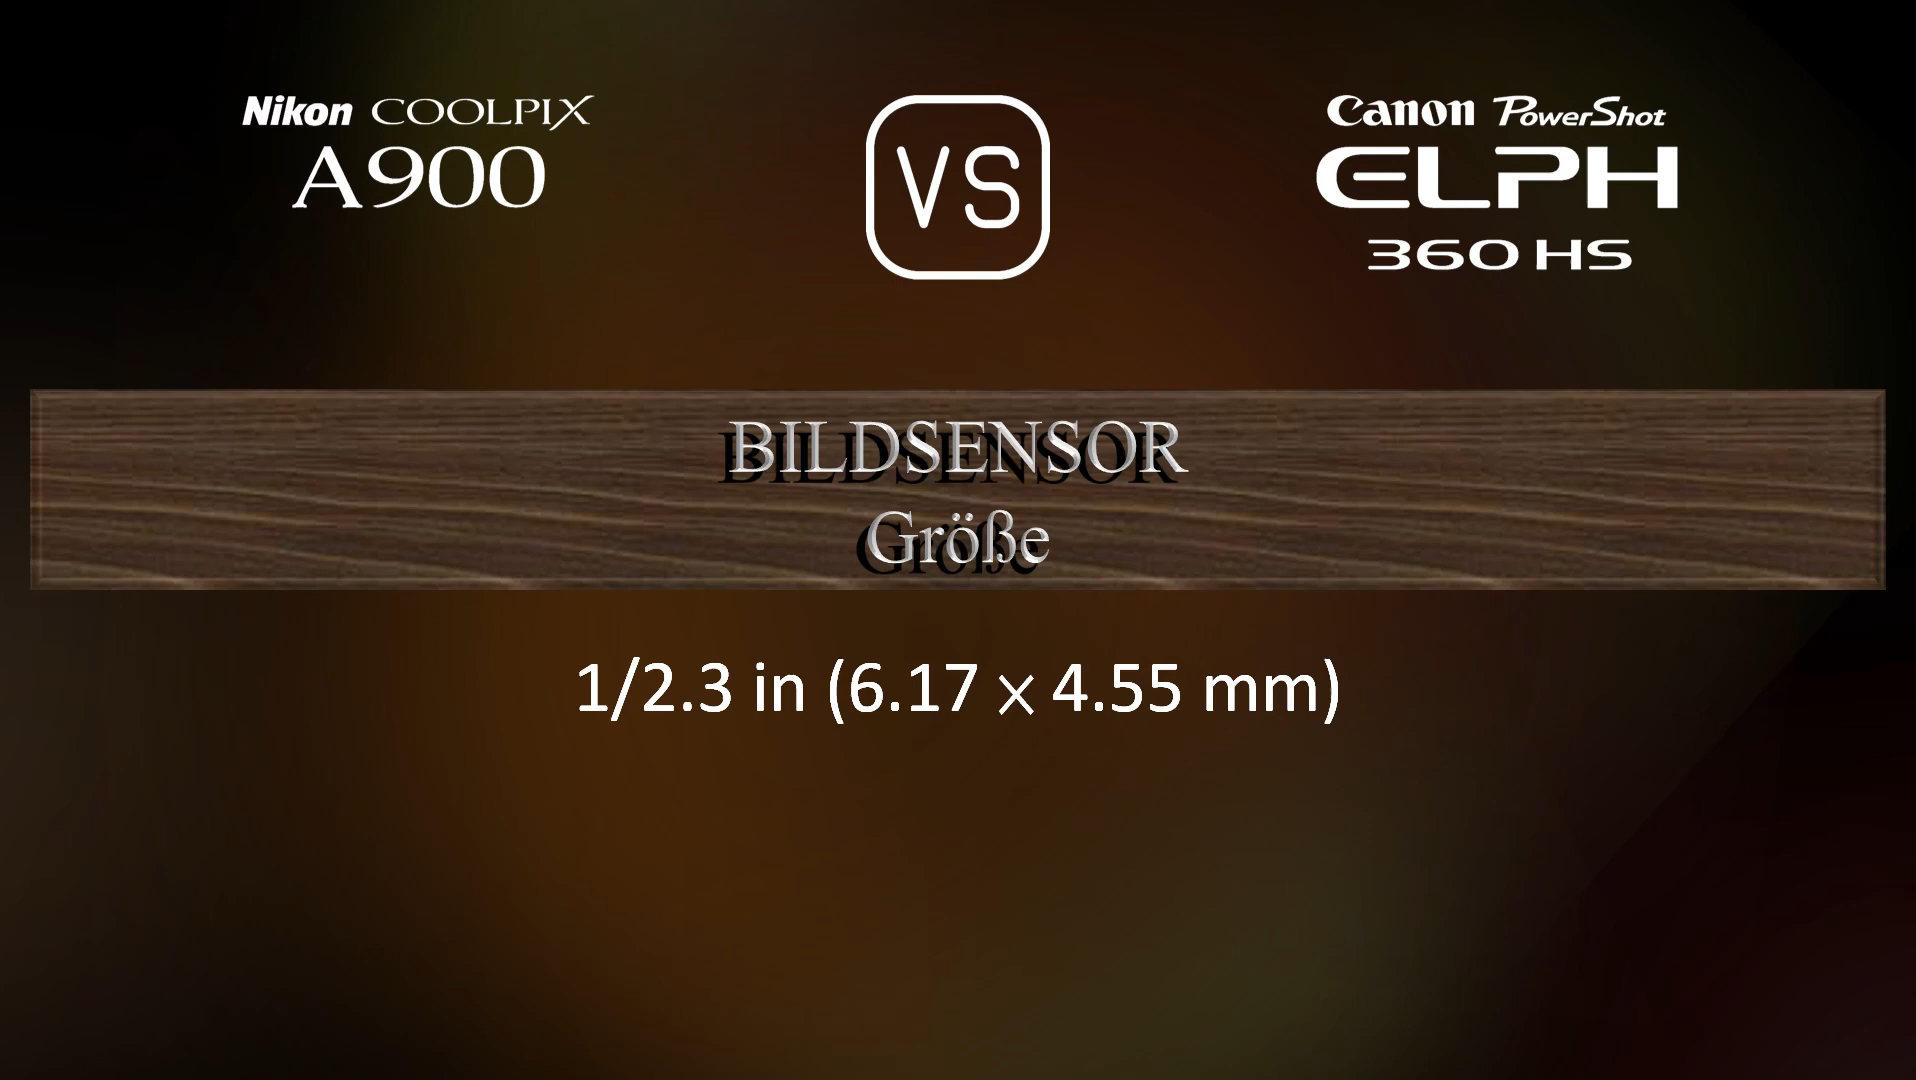 Nikon COOLPIX
A900
VS
Canon PowerShot
ELPH
360 HS
BILDSENSOR
Größe
1/2.3 in (6.17 x 4.55 mm)